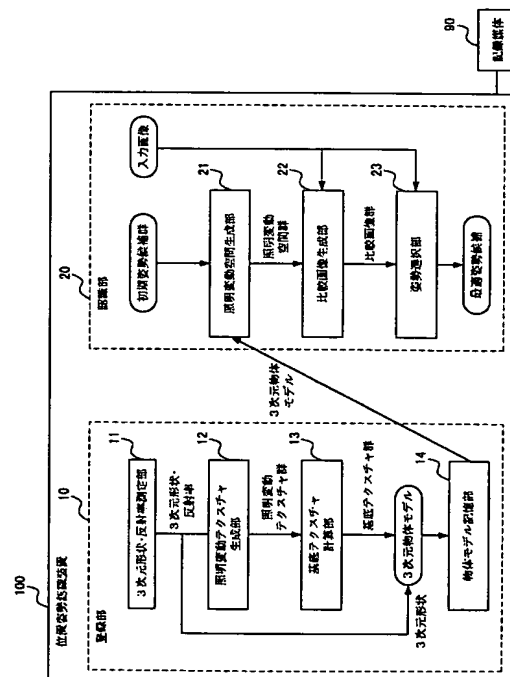 100
位置姿勢認識装置
10
登録部
11
3次元形状・反射率測定部
3次元形状・
反射率
12
照明変動テクスチャ
生成部
照明変動
テクスチャ群
13
基底テクスチャ
計算部
基底テクスチャ群
3次元物体モデル
3次元形状
14
物体モデル記憶部
3次元物体
モデル
20
認識部
初期姿勢候補群
入力画像
21
照明変動空間生成部
照明変動
空間群
22
比較画像生成部
比較画像群
23
姿勢選択部
最適姿勢候補
90
記録媒体